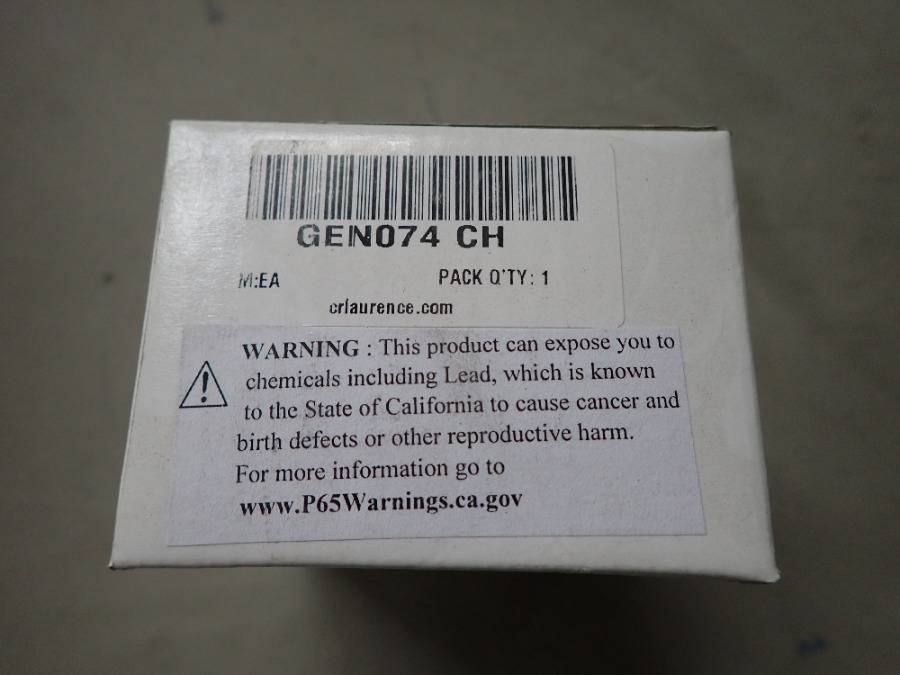 GEN074 CH
M:EA PACK Q'TY: 1
crlaurence.com
WARNING : This product can expose you to
chemicals including Lead, which is known
to the State of California to cause cancer and
birth defects or other reproductive harm.
For more information go to
www.P65Warnings.ca.gov